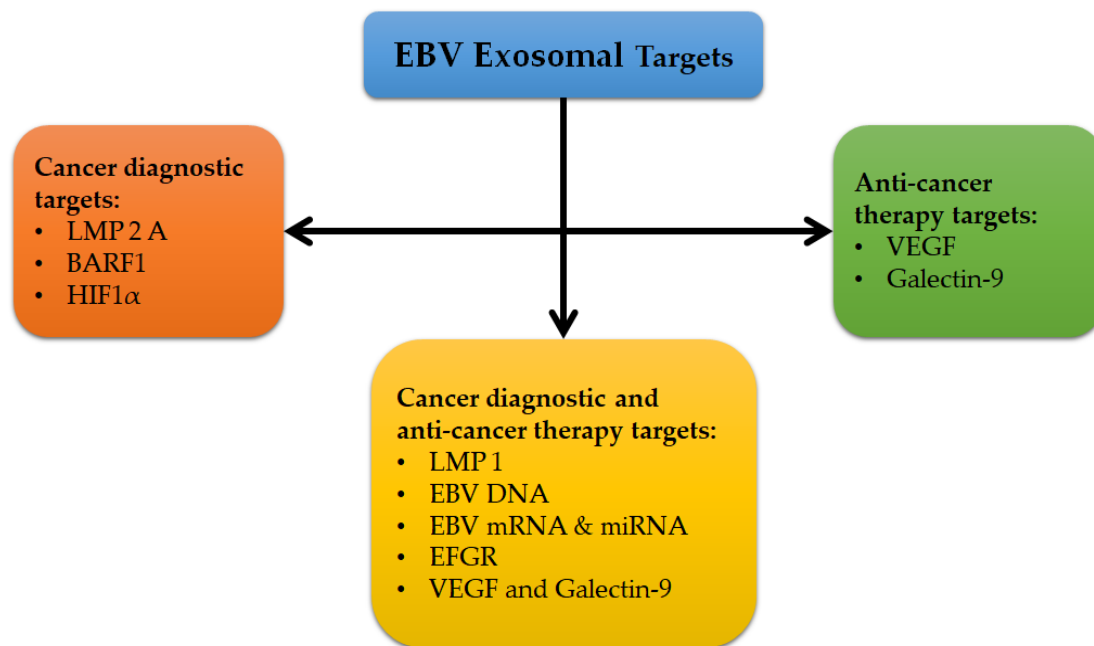 EBV Exosomal Targets
Cancer diagnostic
targets:
• LMP 2 A
• BARF1
• HIF1α
Anti-cancer
therapy targets:
• VEGF
• Galectin-9
Cancer diagnostic and
anti-cancer therapy targets:
• LMP 1
• EBV DNA
• EBV mRNA & miRNA
• EFGR
• VEGF and Galectin-9